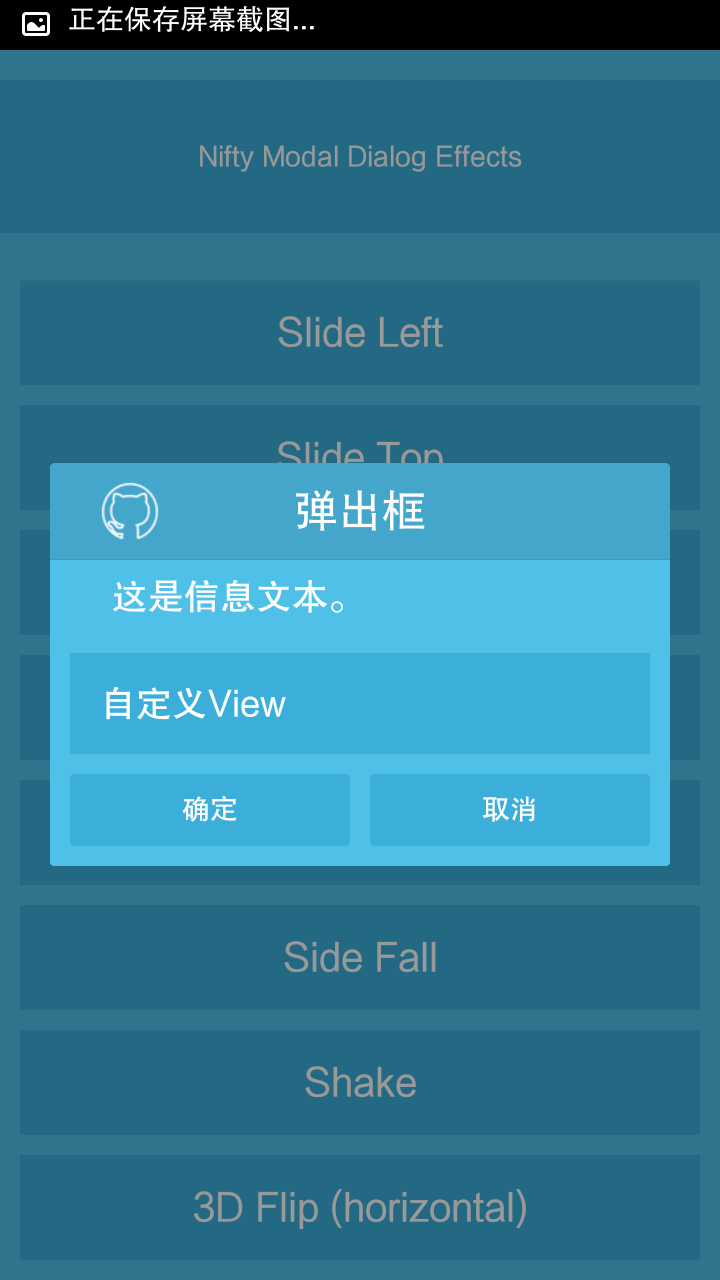 正在保存屏幕截图...
Nifty Modal Dialog Effects
Slide Left
Slide Top
弹出框
这是信息文本。
自定义View
确定
取消
Side Fall
Shake
3D Flip (horizontal)